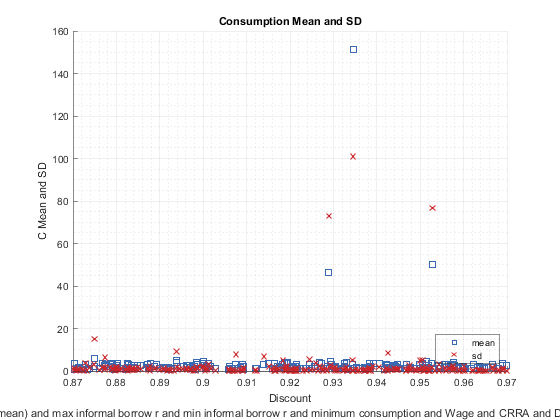 Consumption Mean and SD
160
140
120
100
80
60
40
20
0
C Mean and SD
mean
sd
0.87 0.88 0.89 0.9 0.91 0.92 0.93 0.94 0.95 0.96 0.97
Discount
mean) and max informal borrow r and min informal borrow r and minimum consumption and Wage and CRRA and